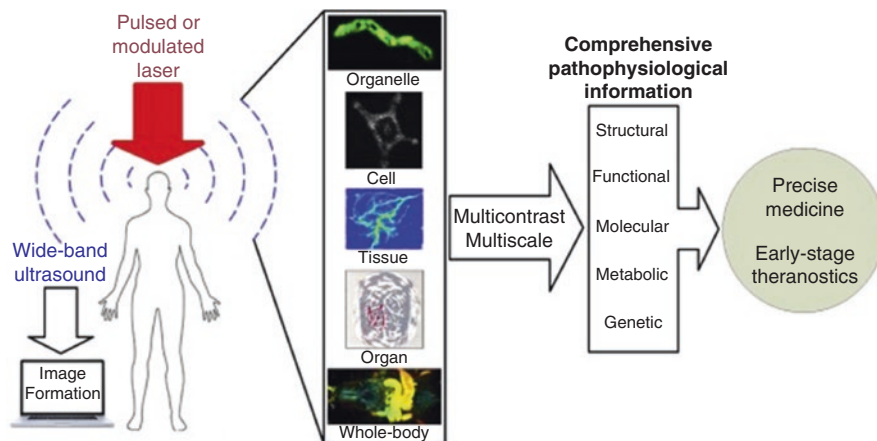 Pulsed or
modulated
laser
Wide-band
ultrasound
Image
Formation
Organelle
Cell
Tissue
Organ
Whole-body
Multicontrast
Multiscale
Comprehensive
pathophysiological
information
Structural
Functional
Molecular
Metabolic
Genetic
Precise
medicine
Early-stage
theranostics